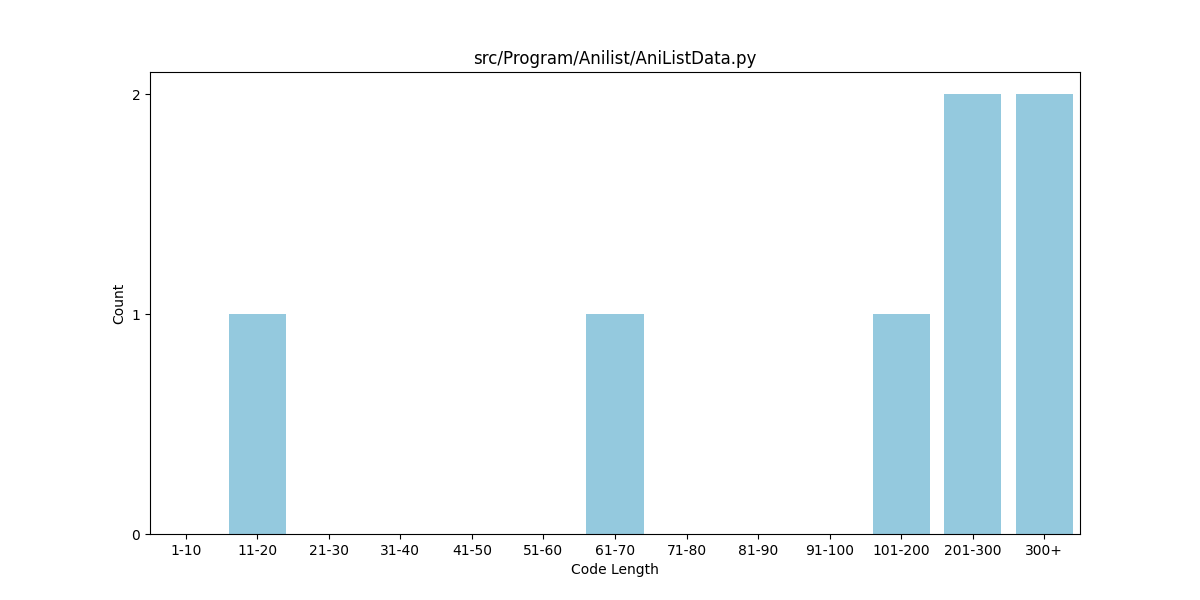 src/Program/Anilist/AniListData.py
2
1
0
Count
1-10 11-20 21-30 31-40 41-50 51-60 61-70 71-80 81-90 91-100 101-200 201-300 300+
Code Length